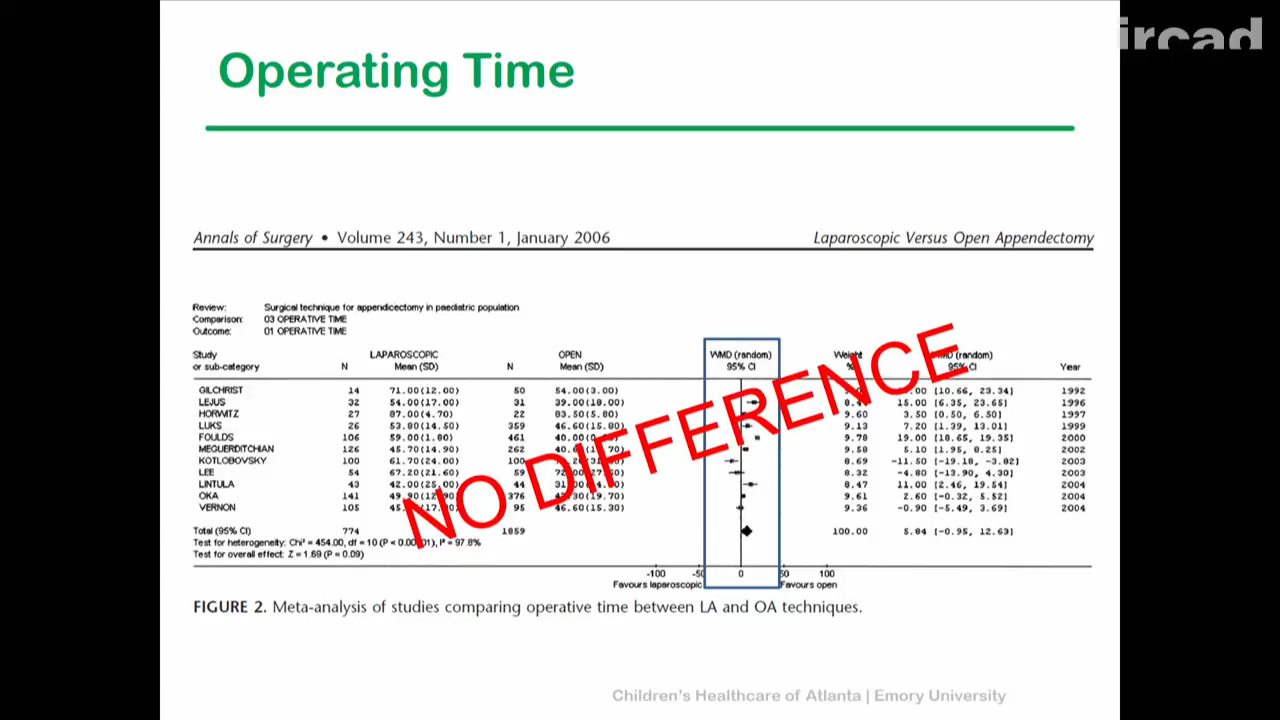 ircad
Operating Time
Annals of Surgery • Volume 243, Number 1, January 2006 Laparoscopic Versus Open Appendectomy
Review: Surgical technique for appendicectomy in paediatric population
Comparison: 03 OPERATIVE TIME
Outcome: 01 OPERATIVE TIME
Study LAPAROSCOPIC OPEN WMD (random) Weight (random)
or sub-category N Mean (SD) N Mean (SD) 95% CI % 95% CI Year
GILCHRIST 14 71.00(12.00) 50 54.00(3.00) [10.66, 23.34] 1992
LEJUS 32 54.00(17.00) 31 39.00(18.00) 15.00 [6.35, 23.65] 1996
HORWITZ 27 87.00(4.70) 22 83.50(5.80) 9.60 3.50 [0.50, 6.50] 1997
LUKS 26 53.80(14.50) 359 46.60(15.80) 9.13 7.20 [1.39, 13.01] 1999
FOULDS 106 59.00(1.80) 461 9.78 19.00 [18.65, 19.35] 2000
MEGUERDITCHIAN 126 45.70(14.90) 262 9.58 5.10 [1.95, 8.25] 2002
KOTLOBOVSKY 100 61.70(24.00) 100 8.69 -11.50 [-19.18, -3.82] 2003
LEE 54 67.20(21.60) 59 8.32 -4.80 [-13.90, 4.30] 2003
LINTULA 43 42.00(25.00) 44 8.47 11.00 [2.46, 19.54] 2004
OKA 141 376 9.61 2.60 [-0.32, 5.52] 2004
VERNON 105 95 46.60(15.30) 9.36 -0.90 [-5.49, 3.69] 2004
NO DIFFERENCE
Total (95% CI) 774 1859 100.00 5.84 [-0.95, 12.63]
Test for heterogeneity: Chi² = 454.00, df = 10 (P < 0.00001), I² = 97.8%
Test for overall effect: Z = 1.69 (P = 0.09)
-100 -50 0 50 100
Favours laparoscopic Favours open
FIGURE 2. Meta-analysis of studies comparing operative time between LA and OA techniques.
Children's Healthcare of Atlanta | Emory University